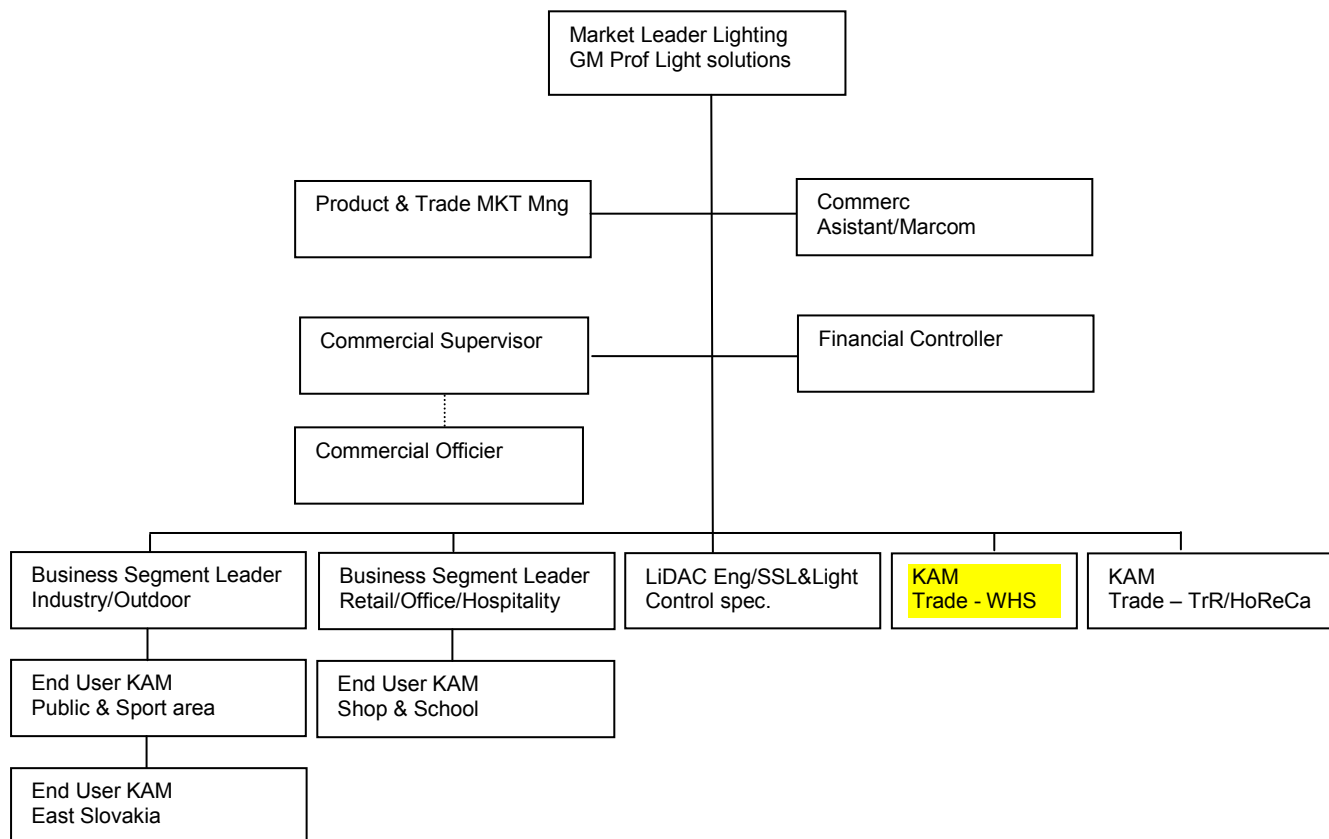 Market Leader Lighting
GM Prof Light solutions
Product & Trade MKT Mng
Commerc
Asistant/Marcom
Commercial Supervisor
Financial Controller
Commercial Officier
Business Segment Leader
Industry/Outdoor
Business Segment Leader
Retail/Office/Hospitality
LiDAC Eng/SSL&Light
Control spec.
KAM
Trade - WHS
KAM
Trade – TrR/HoReCa
End User KAM
Public & Sport area
End User KAM
Shop & School
End User KAM
East Slovakia